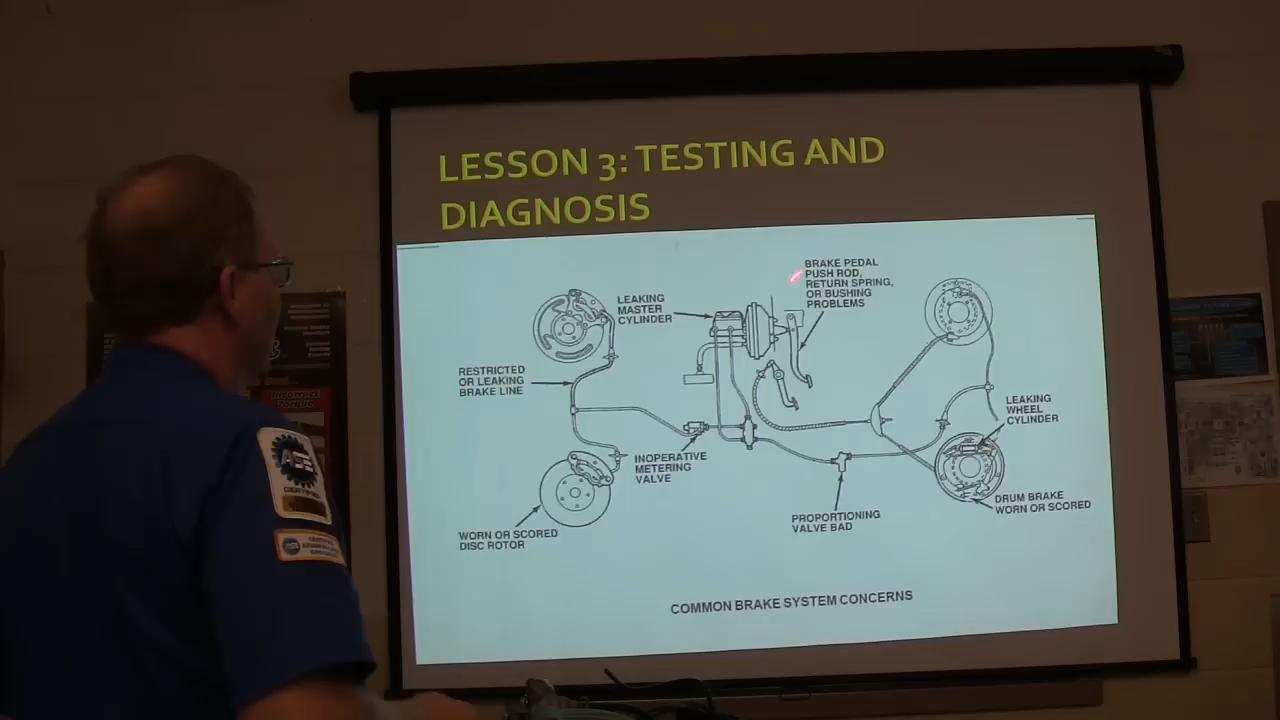 LESSON 3: TESTING AND
DIAGNOSIS
BRAKE PEDAL
PUSH ROD,
RETURN SPRING,
OR BUSHING
PROBLEMS
LEAKING
MASTER
CYLINDER
RESTRICTED
OR LEAKING
BRAKE LINE
LEAKING
WHEEL
CYLINDER
INOPERATIVE
METERING
VALVE
WORN OR SCORED
DISC ROTOR
PROPORTIONING
VALVE BAD
DRUM BRAKE
WORN OR SCORED
COMMON BRAKE SYSTEM CONCERNS
Incorrect
Torque
ASE
CERTIFIED